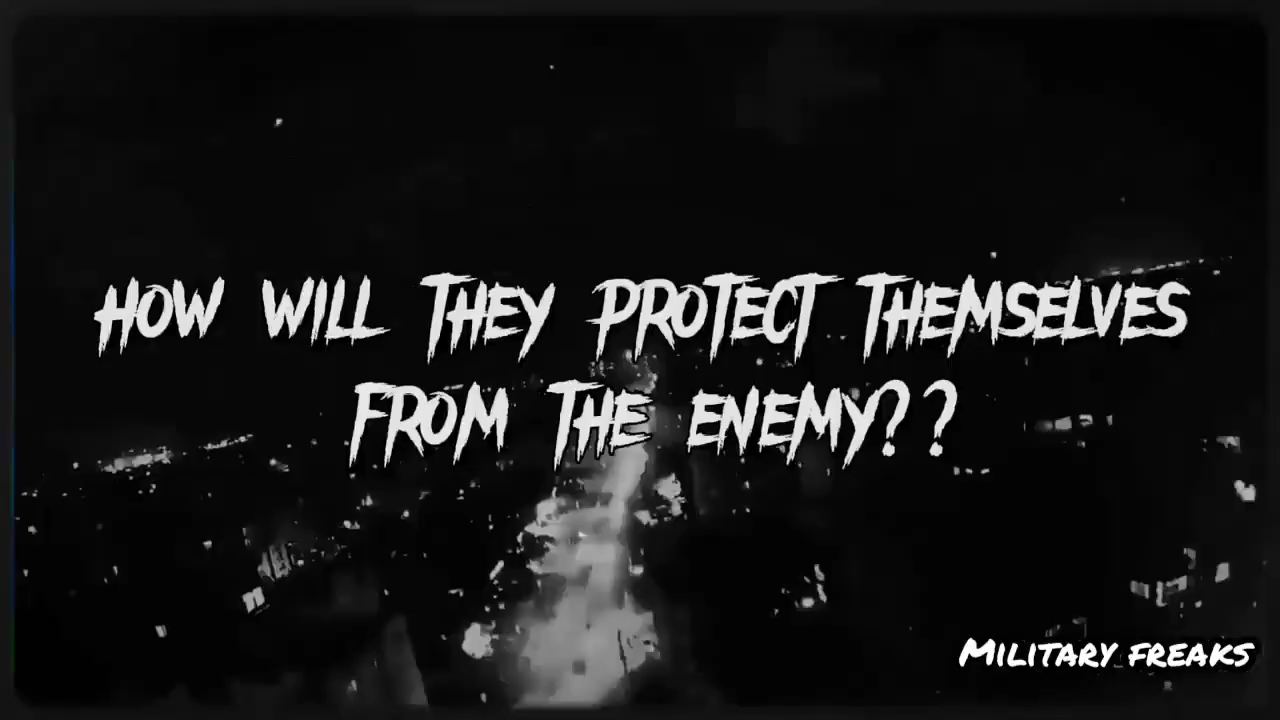 HOW WILL THEY PROTECT THEMSELVES
FROM THE ENEMY??
MILITARY FREAKS